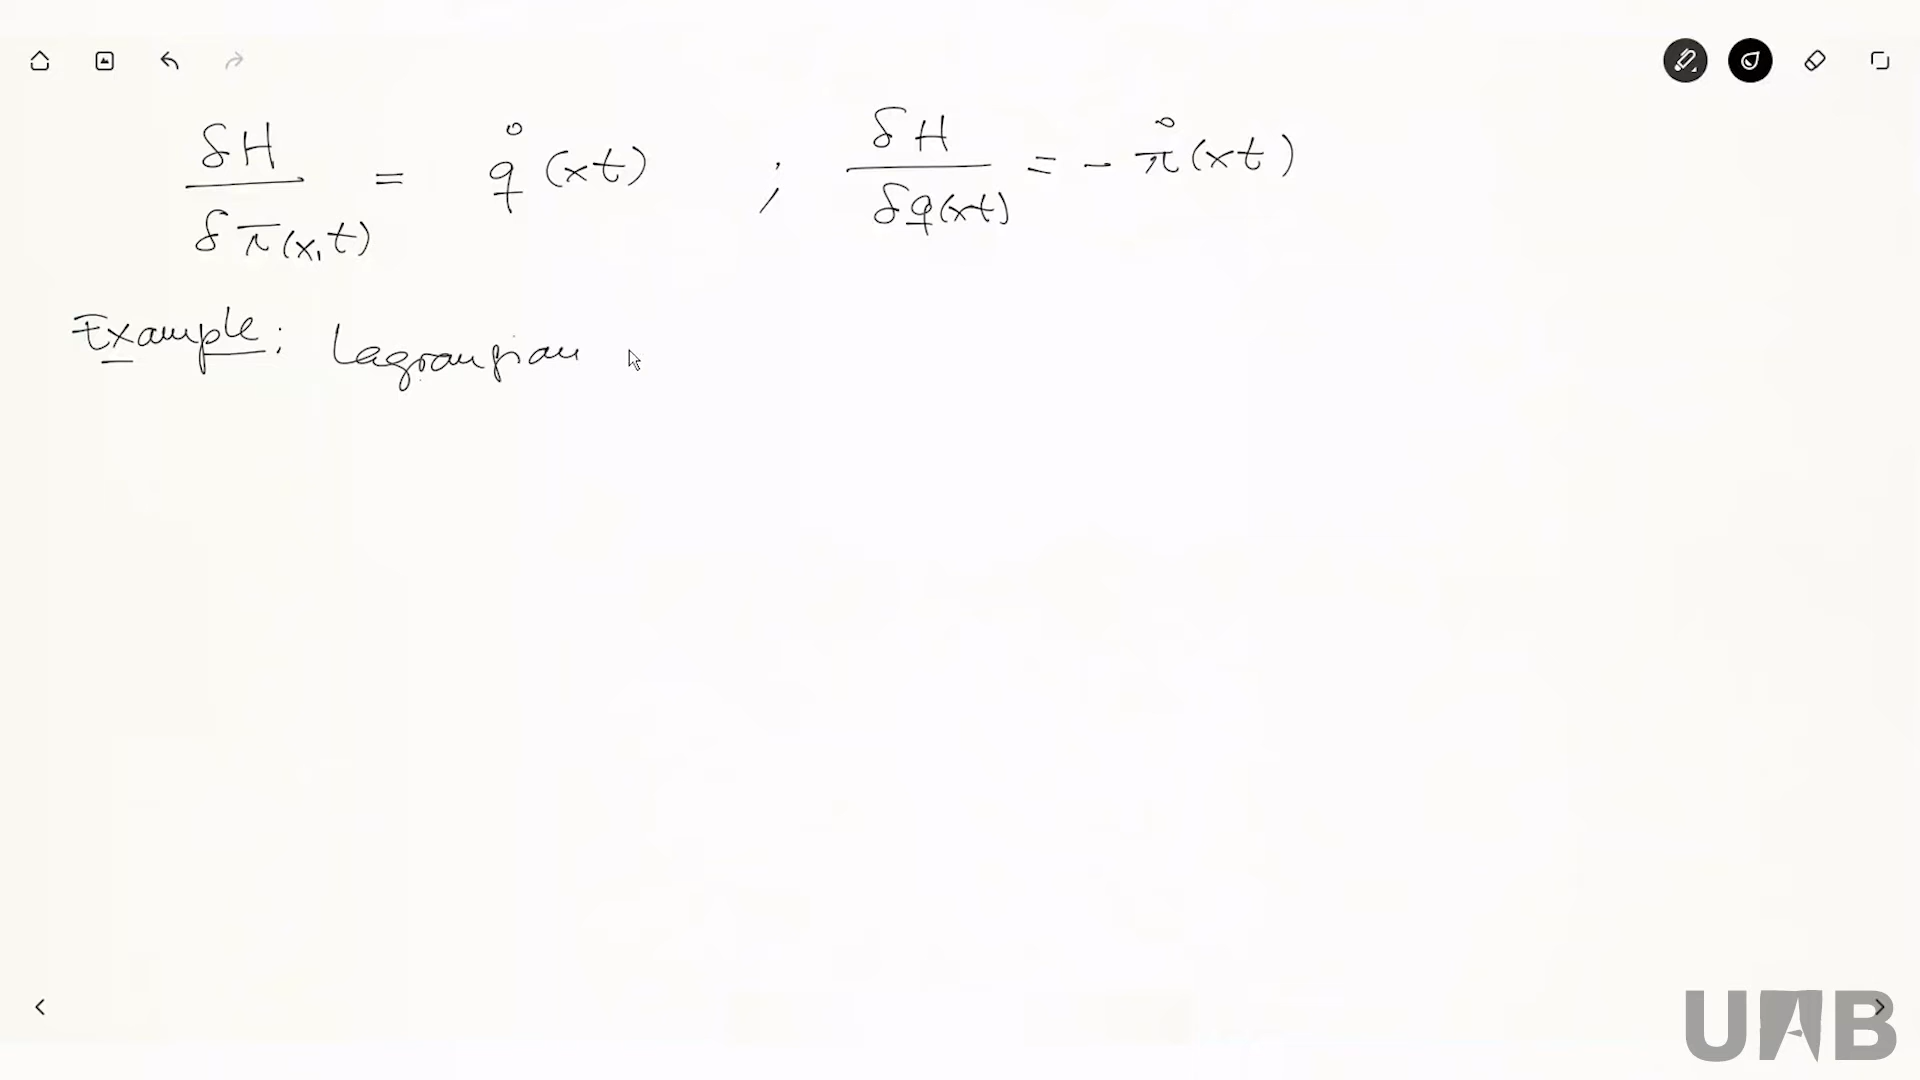 δH/δπ(x,t) = q̊(xt) ; δH/δq(xt) = - π̊(xt)
Example: Lagrangian
UAB